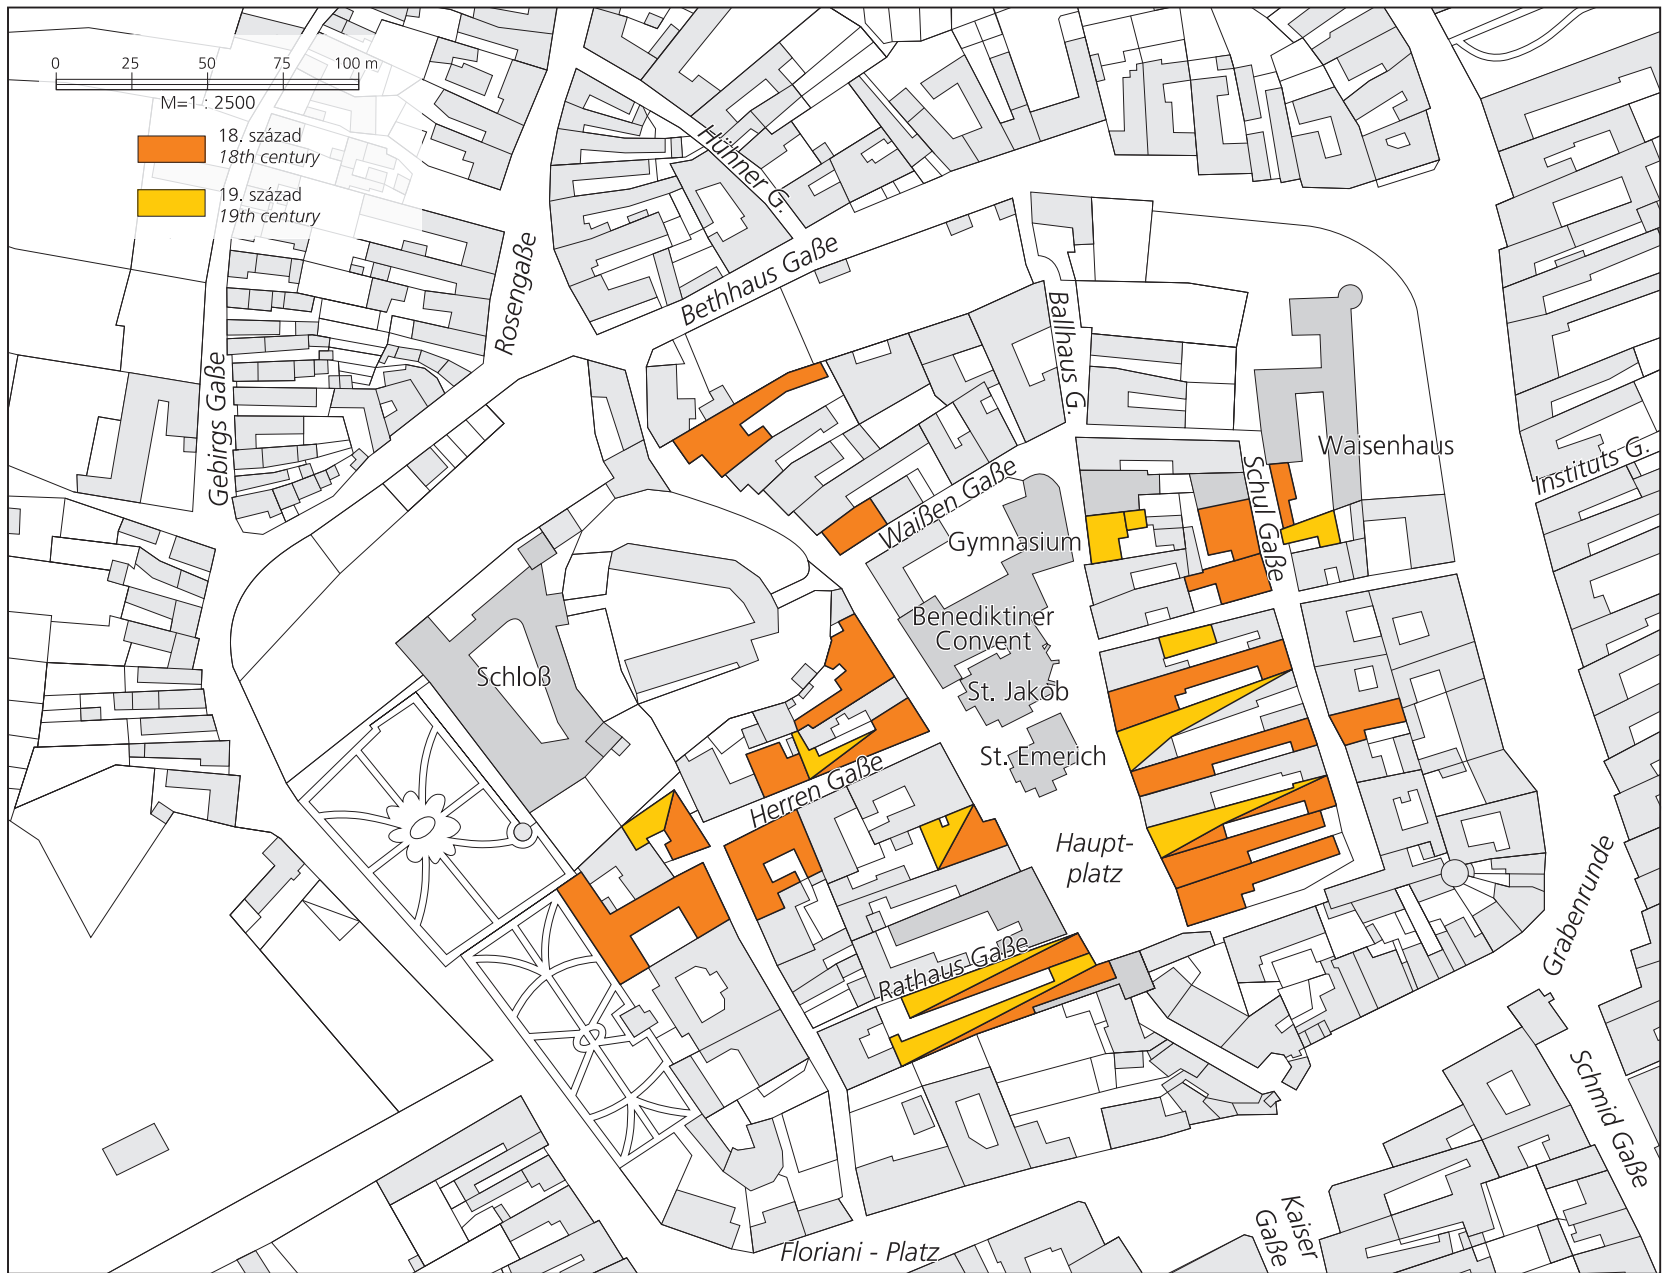 0 25 50 75 100 m
M=1 : 2500
18. század
18th century
19. század
19th century
Hühner G.
Rosengaße
Bethhaus Gaße
Ballhaus G.
Gebirgs Gaße
Waisenhaus
Schul Gaße
Instituts G.
Waißen Gaße
Gymnasium
Benediktiner
Convent
Schloß
St. Jakob
St. Emerich
Herren Gaße
Haupt-
platz
Rathaus Gaße
Grabenrunde
Schmid Gaße
Kaiser
Gaße
Floriani - Platz